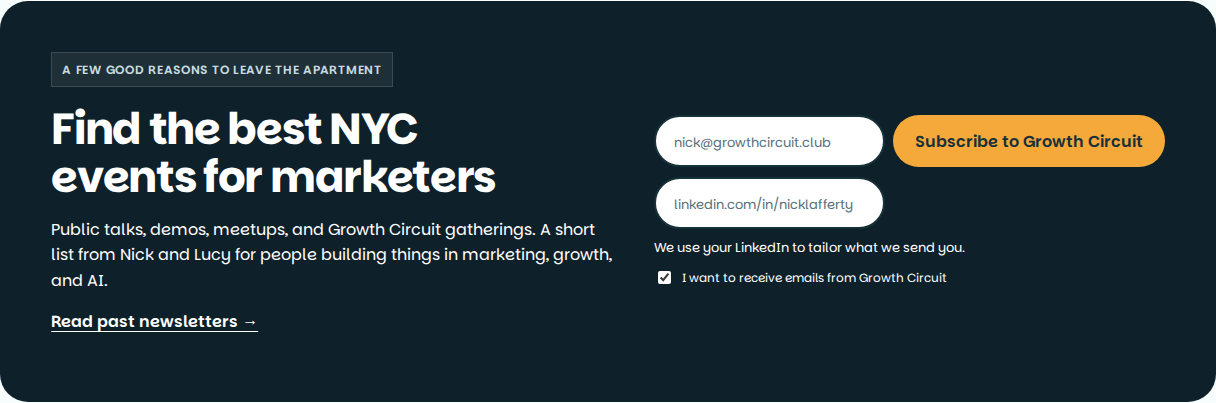 A FEW GOOD REASONS TO LEAVE THE APARTMENT
Find the best NYC
events for marketers
Public talks, demos, meetups, and Growth Circuit gatherings. A short
list from Nick and Lucy for people building things in marketing, growth,
and AI.
Read past newsletters →
nick@growthcircuit.club
Subscribe to Growth Circuit
linkedin.com/in/nicklafferty
We use your LinkedIn to tailor what we send you.
I want to receive emails from Growth Circuit